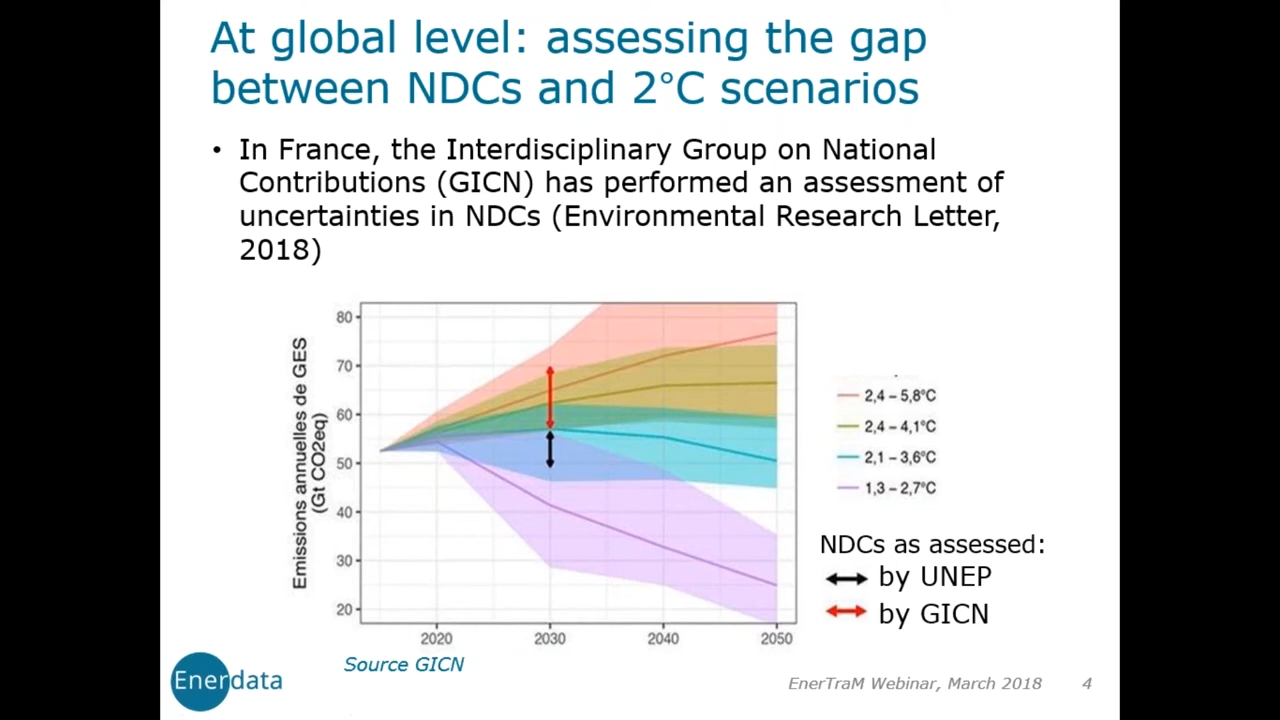 At global level: assessing the gap
between NDCs and 2°C scenarios
• In France, the Interdisciplinary Group on National
Contributions (GICN) has performed an assessment of
uncertainties in NDCs (Environmental Research Letter,
2018)
Emissions annuelles de GES
(Gt CO2eq)
80
70
60
50
40
30
20
2020
2030
2040
2050
2,4 – 5,8°C
2,4 – 4,1°C
2,1 – 3,6°C
1,3 – 2,7°C
NDCs as assessed:
by UNEP
by GICN
Source GICN
Enerdata
EnerTraM Webinar, March 2018
4